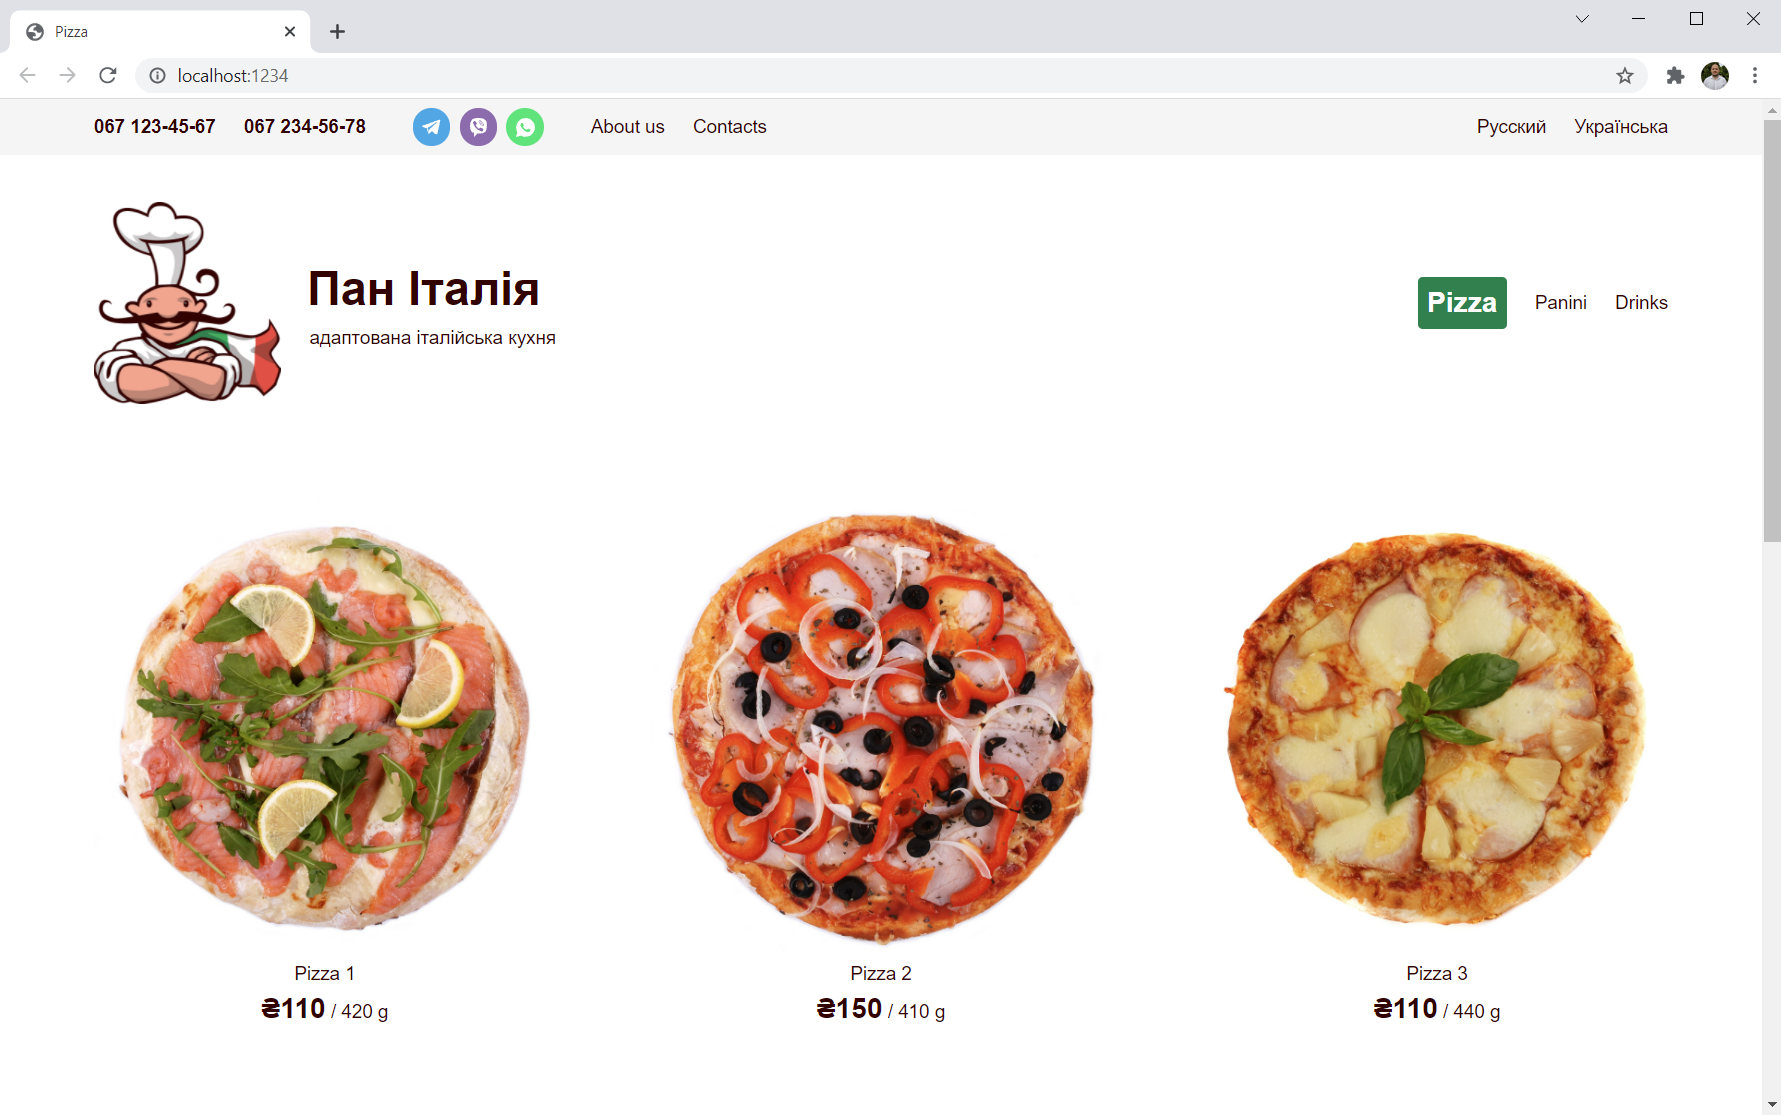 Pizza
localhost:1234
067 123-45-67 067 234-56-78 About us Contacts Русский Українська
Пан Італія
адаптована італійська кухня
Pizza Panini Drinks
Pizza 1
₴110 / 420 g
Pizza 2
₴150 / 410 g
Pizza 3
₴110 / 440 g